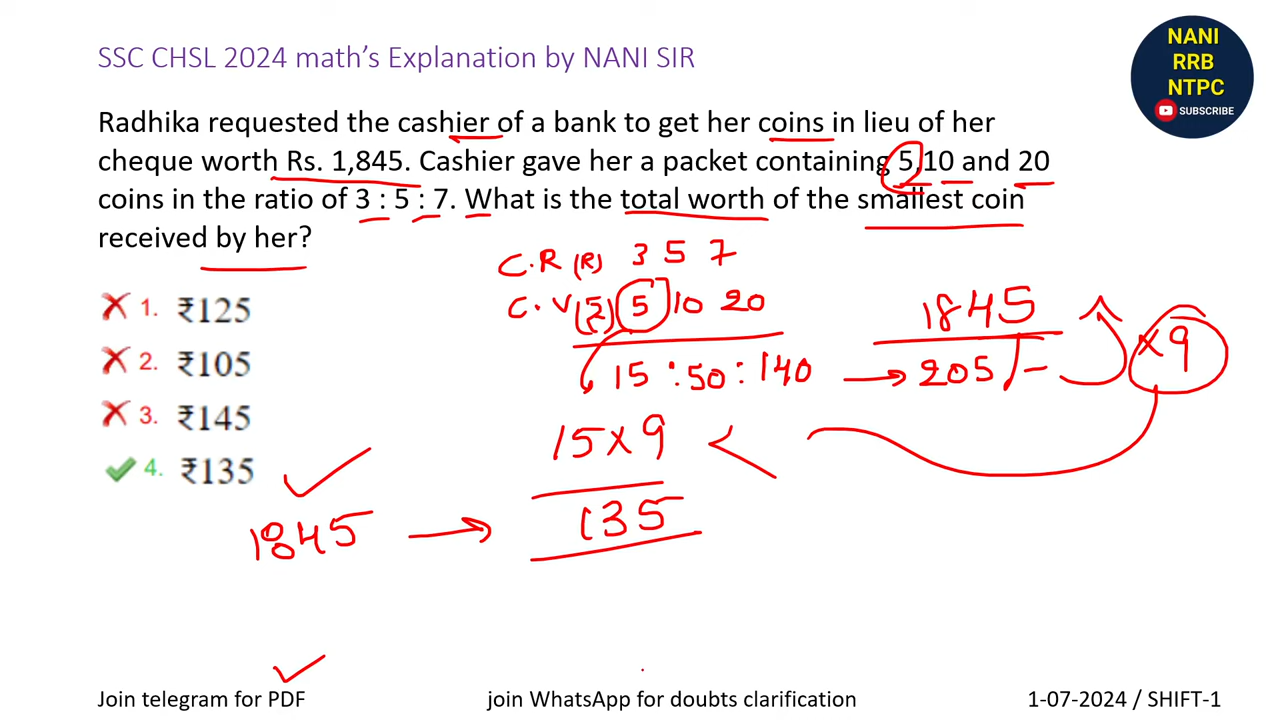 SSC CHSL 2024 math's Explanation by NANI SIR
NANI
RRB
NTPC
SUBSCRIBE
Radhika requested the cashier of a bank to get her coins in lieu of her
cheque worth Rs. 1,845. Cashier gave her a packet containing 5,10 and 20
coins in the ratio of 3 : 5 : 7. What is the total worth of the smallest coin
received by her?
C.R (R) 3 5 7
C.V (₹) 5 10 20
15 : 50 : 140
1845
205/-
×9
1. ₹125
2. ₹105
3. ₹145
4. ₹135
15×9
135
1845
Join telegram for PDF
join WhatsApp for doubts clarification
1-07-2024 / SHIFT-1